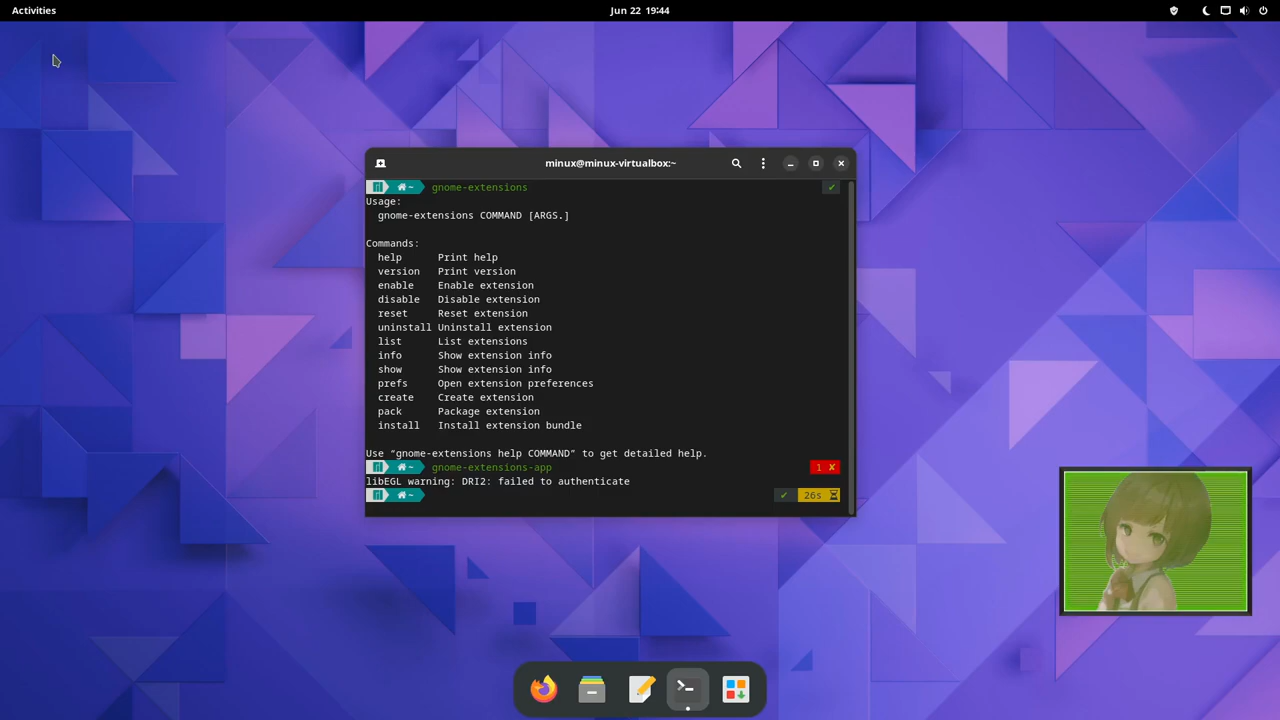 Activities
Jun 22 19:44
minux@minux-virtualbox:~
~ gnome-extensions
Usage:
gnome-extensions COMMAND [ARGS…]
Commands:
help Print help
version Print version
enable Enable extension
disable Disable extension
reset Reset extension
uninstall Uninstall extension
list List extensions
info Show extension info
show Show extension info
prefs Open extension preferences
create Create extension
pack Package extension
install Install extension bundle
Use “gnome-extensions help COMMAND” to get detailed help.
~ gnome-extensions-app 1 ✘
libEGL warning: DRI2: failed to authenticate
~ 26s